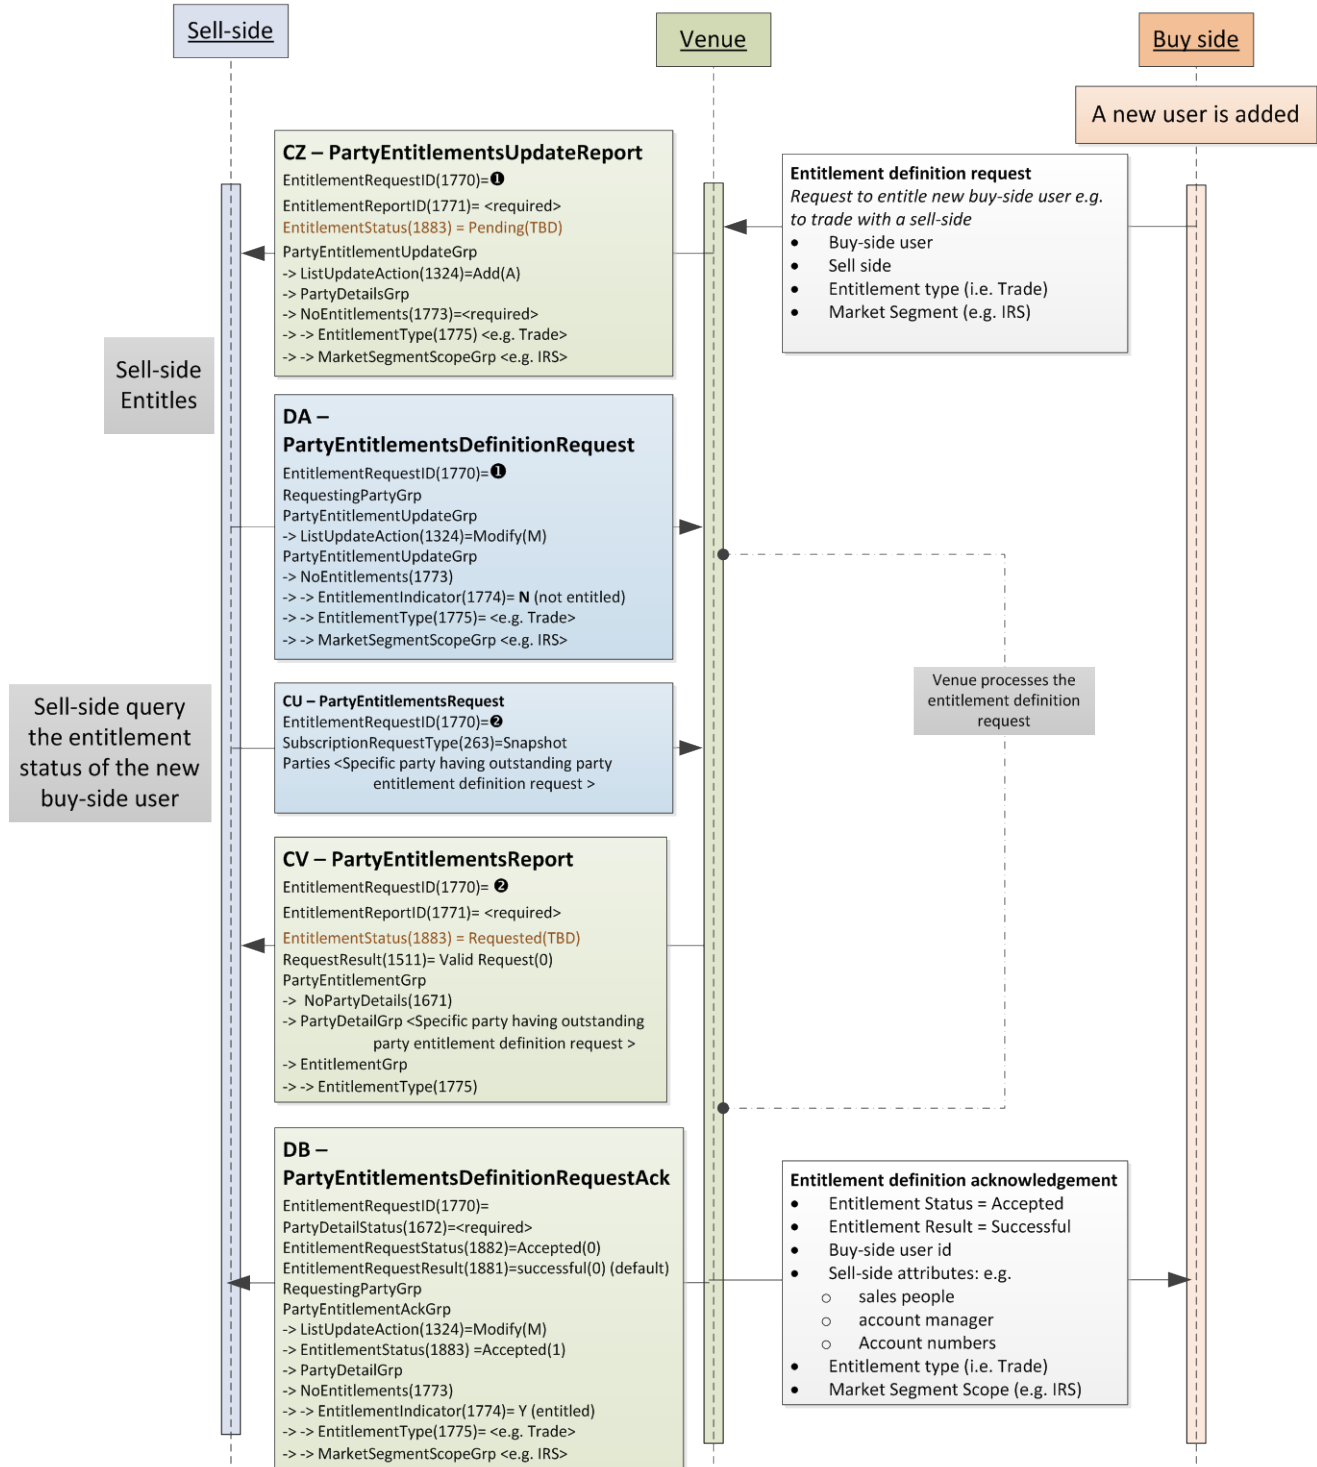 Sell-side
Venue
Buy side
A new user is added
CZ – PartyEntitlementsUpdateReport
EntitlementRequestID(1770)=❶
EntitlementReportID(1771)= <required>
EntitlementStatus(1883) = Pending(TBD)
PartyEntitlementUpdateGrp
-> ListUpdateAction(1324)=Add(A)
-> PartyDetailsGrp
-> NoEntitlements(1773)=<required>
-> -> EntitlementType(1775) <e.g. Trade>
-> -> MarketSegmentScopeGrp <e.g. IRS>
Entitlement definition request
Request to entitle new buy-side user e.g.
to trade with a sell-side
• Buy-side user
• Sell side
• Entitlement type (i.e. Trade)
• Market Segment (e.g. IRS)
Sell-side
Entitles
DA –
PartyEntitlementsDefinitionRequest
EntitlementRequestID(1770)=❶
RequestingPartyGrp
PartyEntitlementUpdateGrp
-> ListUpdateAction(1324)=Modify(M)
PartyEntitlementUpdateGrp
-> NoEntitlements(1773)
-> -> EntitlementIndicator(1774)= N (not entitled)
-> -> EntitlementType(1775)= <e.g. Trade>
-> -> MarketSegmentScopeGrp <e.g. IRS>
Venue processes the
entitlement definition
request
Sell-side query
the entitlement
status of the new
buy-side user
CU – PartyEntitlementsRequest
EntitlementRequestID(1770)=❷
SubscriptionRequestType(263)=Snapshot
Parties <Specific party having outstanding party
entitlement definition request >
CV – PartyEntitlementsReport
EntitlementRequestID(1770)= ❷
EntitlementReportID(1771)= <required>
EntitlementStatus(1883) = Requested(TBD)
RequestResult(1511)= Valid Request(0)
PartyEntitlementGrp
-> NoPartyDetails(1671)
-> PartyDetailGrp <Specific party having outstanding
party entitlement definition request >
-> EntitlementGrp
-> -> EntitlementType(1775)
DB –
PartyEntitlementsDefinitionRequestAck
EntitlementRequestID(1770)=
PartyDetailStatus(1672)=<required>
EntitlementRequestStatus(1882)=Accepted(0)
EntitlementRequestResult(1881)=successful(0) (default)
RequestingPartyGrp
PartyEntitlementAckGrp
-> ListUpdateAction(1324)=Modify(M)
-> EntitlementStatus(1883) =Accepted(1)
-> PartyDetailGrp
-> NoEntitlements(1773)
-> -> EntitlementIndicator(1774)= Y (entitled)
-> -> EntitlementType(1775)= <e.g. Trade>
-> -> MarketSegmentScopeGrp <e.g. IRS>
Entitlement definition acknowledgement
• Entitlement Status = Accepted
• Entitlement Result = Successful
• Buy-side user id
• Sell-side attributes: e.g.
o sales people
o account manager
o Account numbers
• Entitlement type (i.e. Trade)
• Market Segment Scope (e.g. IRS)